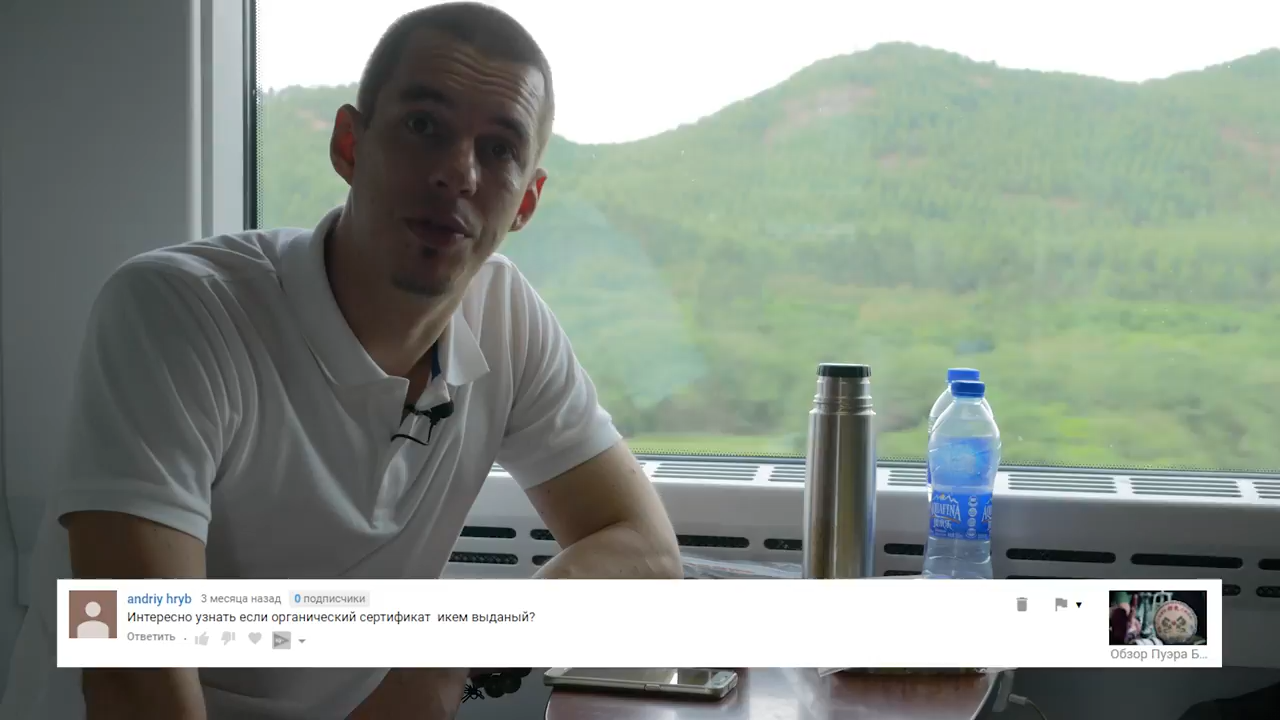 AQUAFINA
andriy hryb 3 месяца назад 0 подписчики
Интересно узнать если органический сертификат икем выданый?
Ответить
Обзор Пуэра Б...